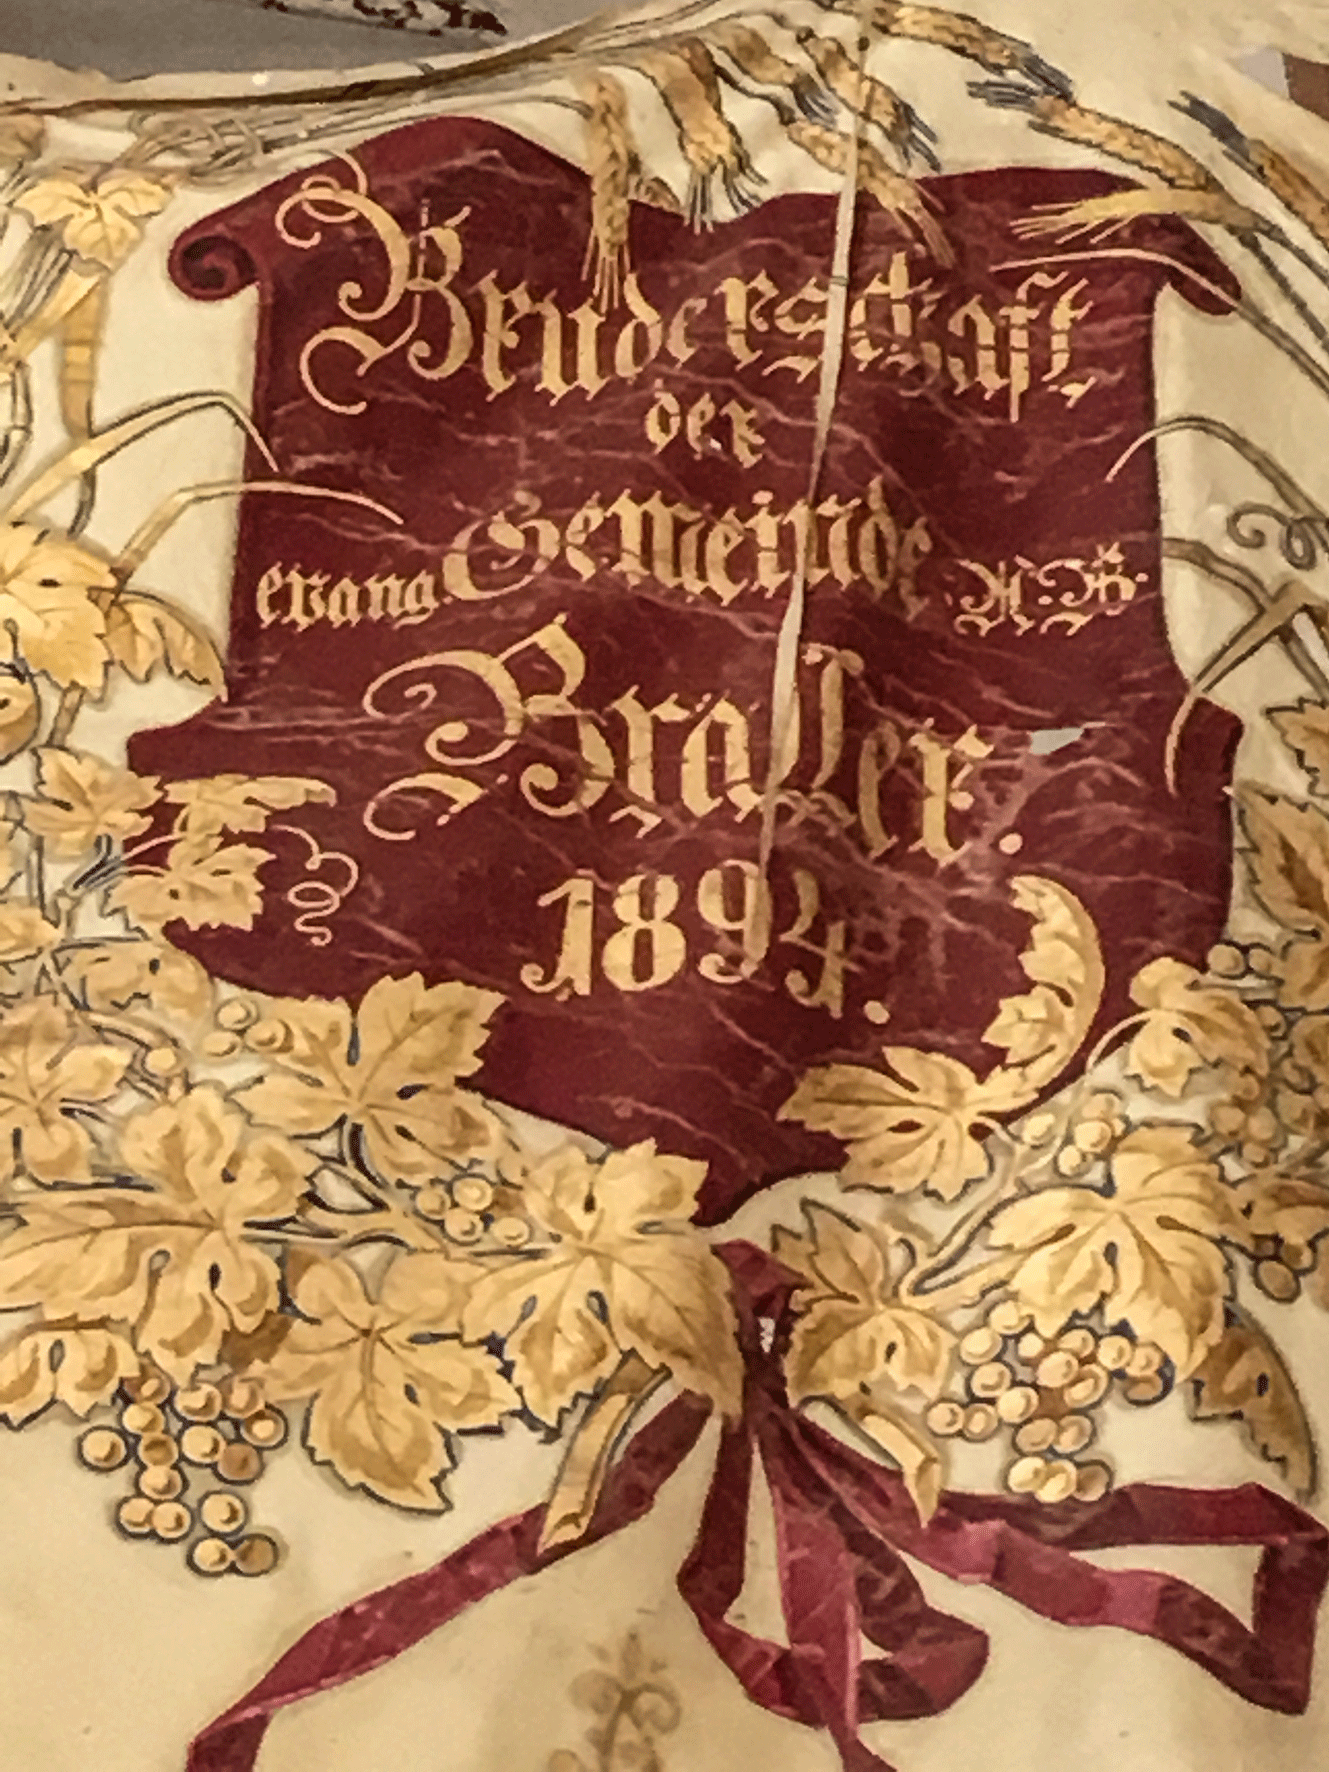 Bruderschaft
der
evang. Gemeinde A. B.
Braller.
1894.